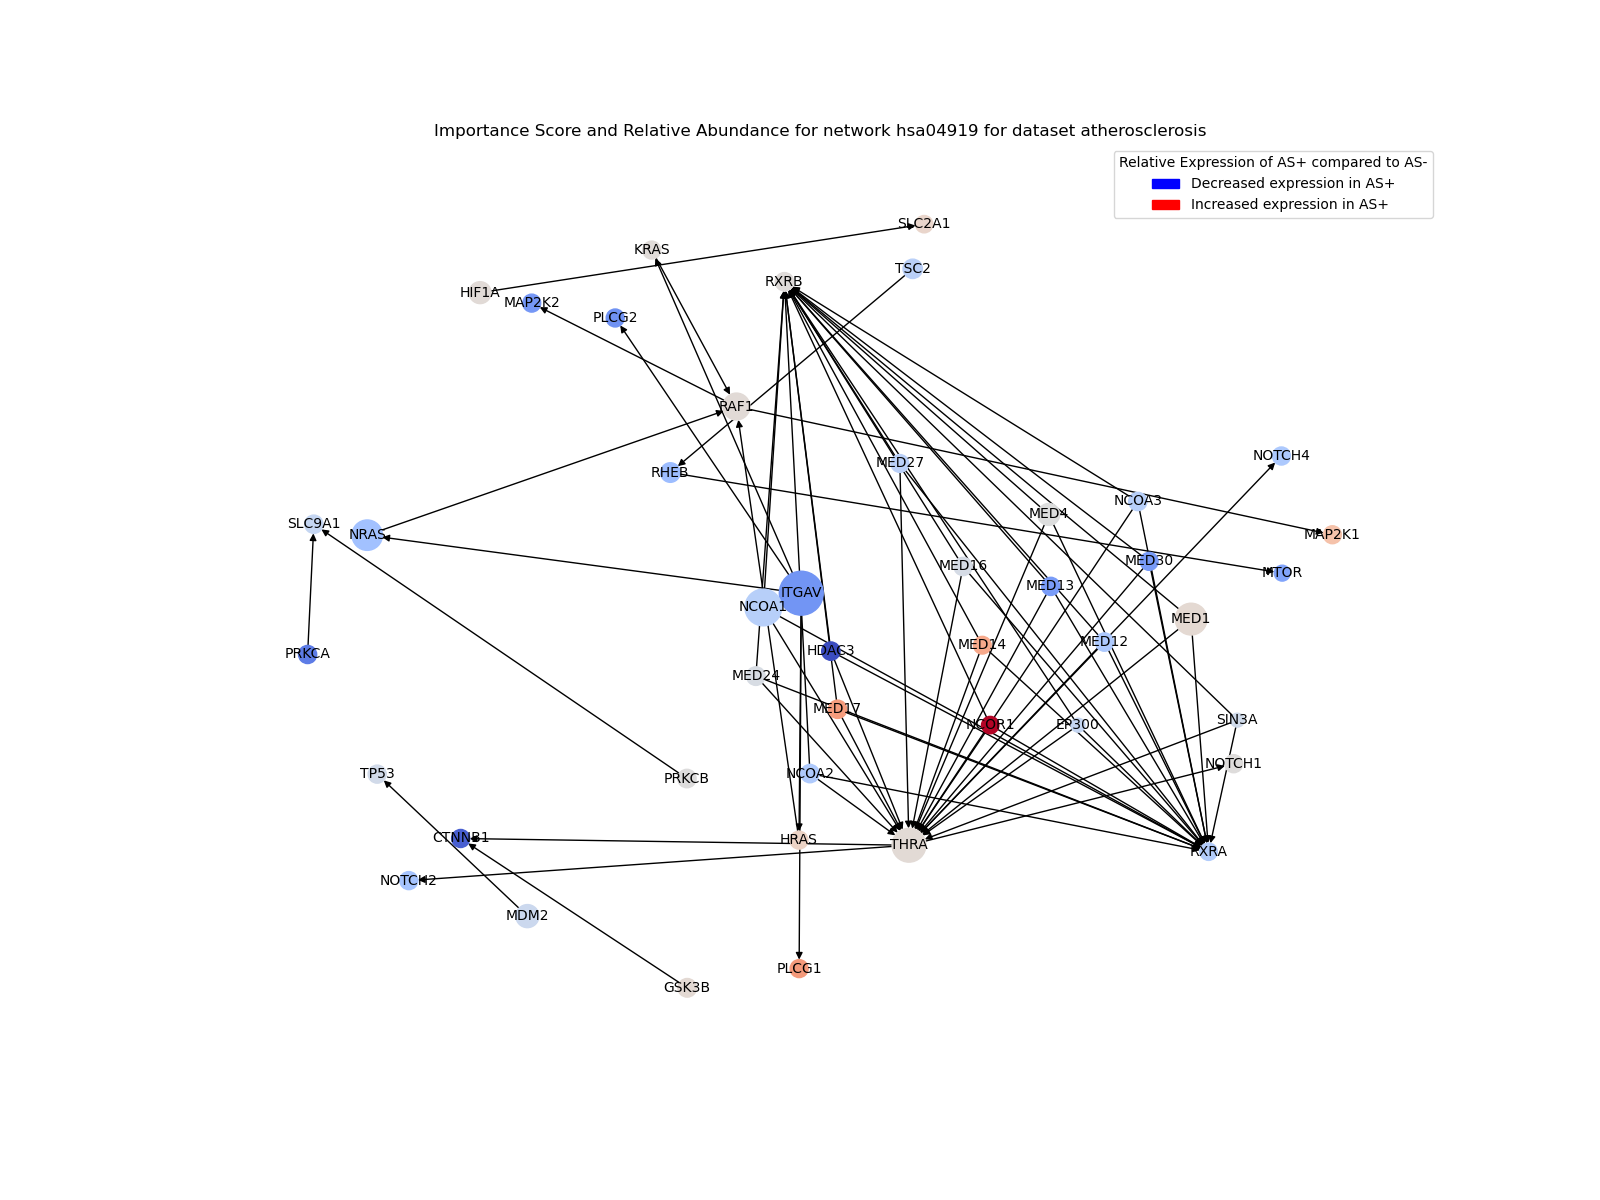 Importance Score and Relative Abundance for network hsa04919 for dataset atherosclerosis
Relative Expression of AS+ compared to AS-
Decreased expression in AS+
Increased expression in AS+
SLC2A1
KRAS
TSC2
RXRB
HIF1A
MAP2K2
PLCG2
RAF1
NOTCH4
MED27
RHEB
NCOA3
MED4
SLC9A1
NRAS
MAP2K1
MED30
MED16
MTOR
MED13
ITGAV
NCOA1
MED1
MED12
MED14
HDAC3
PRKCA
MED24
MED17
SIN3A
NCOR1
EP300
NOTCH1
TP53
NCOA2
PRKCB
CTNNB1
HRAS
THRA
RXRA
NOTCH2
MDM2
PLCG1
GSK3B